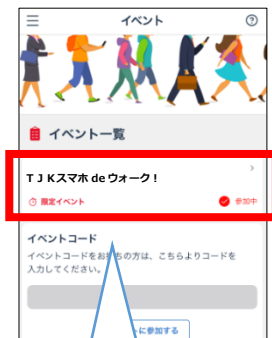 イベント
イベント一覧
ＴＪＫスマホ de ウォーク！
限定イベント
参加中
イベントコード
イベントコードをお
ちの方は、こちらよりコードを
入力してください。
に参加する